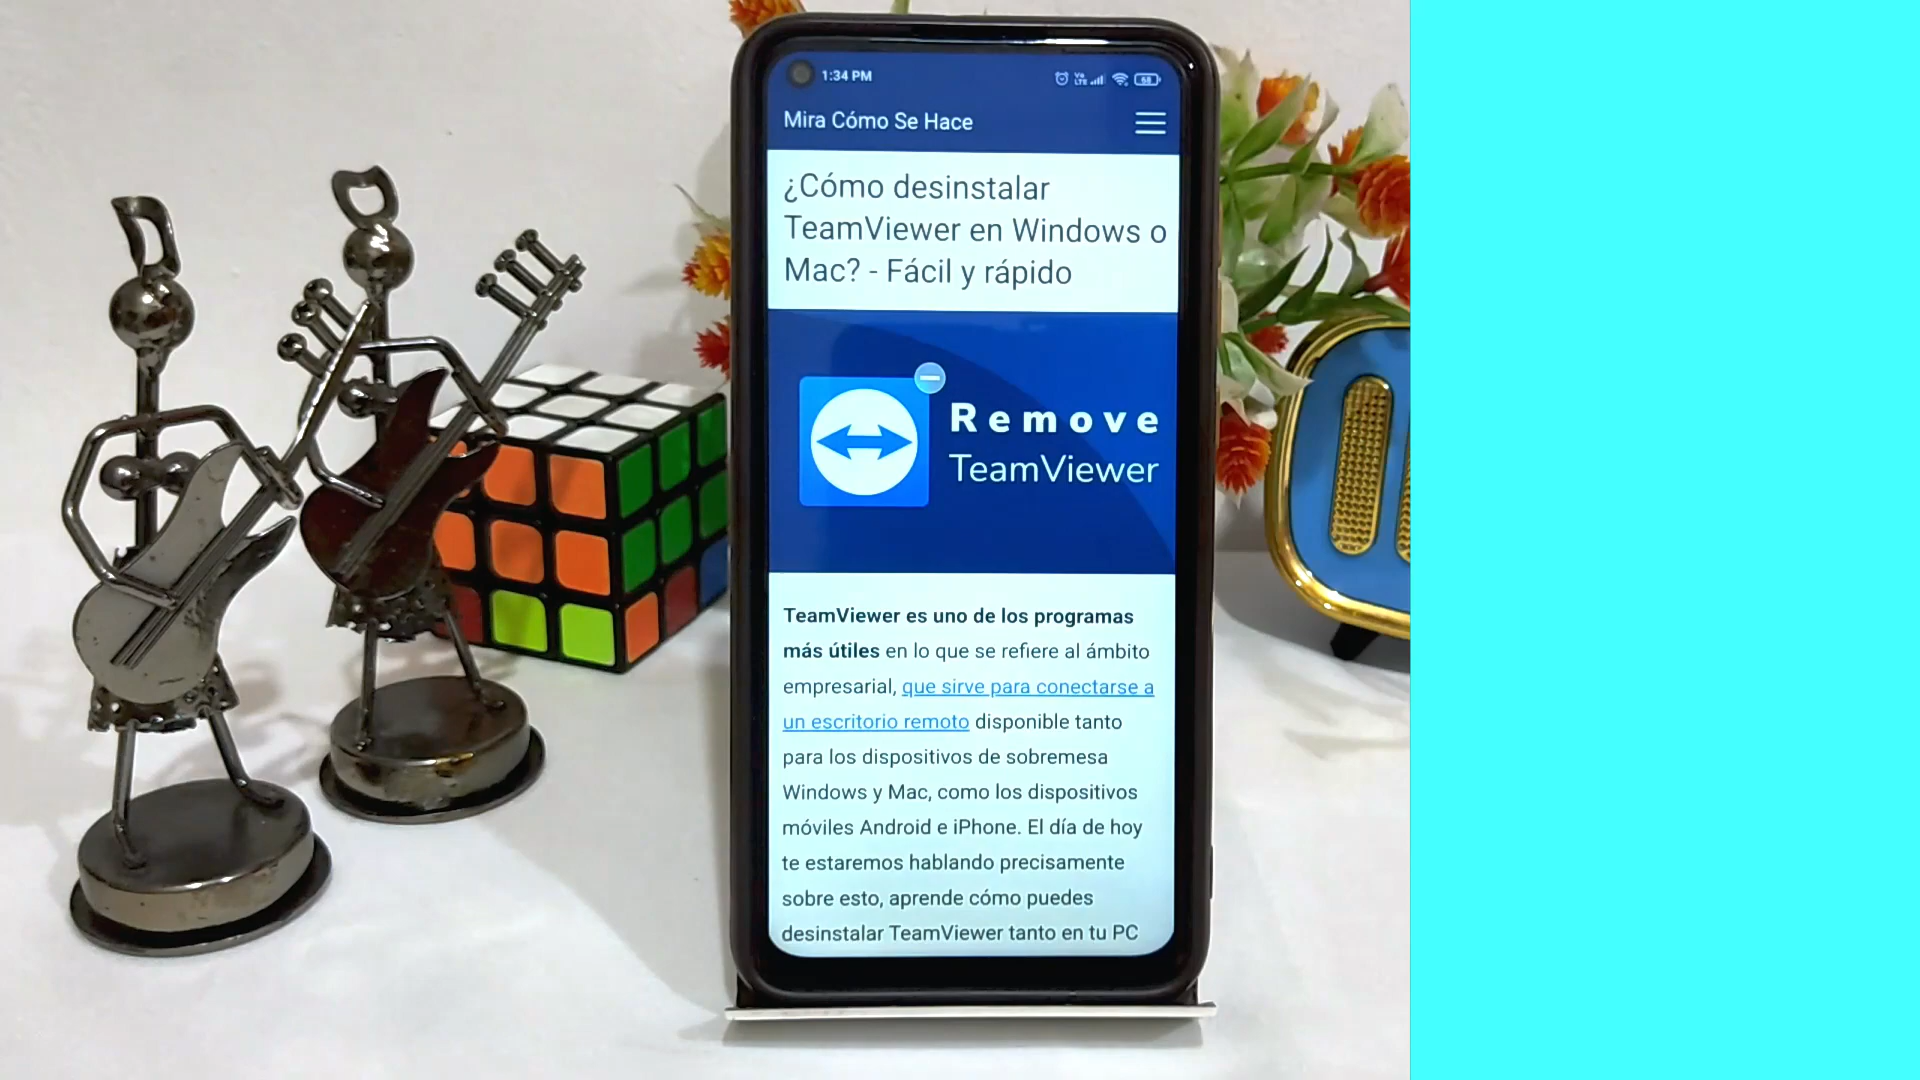 1:34 PM
Vo
LTE
68
Mira Cómo Se Hace
¿Cómo desinstalar
TeamViewer en Windows o
Mac? - Fácil y rápido
Remove
TeamViewer
TeamViewer es uno de los programas
más útiles en lo que se refiere al ámbito
empresarial, que sirve para conectarse a
un escritorio remoto disponible tanto
para los dispositivos de sobremesa
Windows y Mac, como los dispositivos
móviles Android e iPhone. El día de hoy
te estaremos hablando precisamente
sobre esto, aprende cómo puedes
desinstalar TeamViewer tanto en tu PC